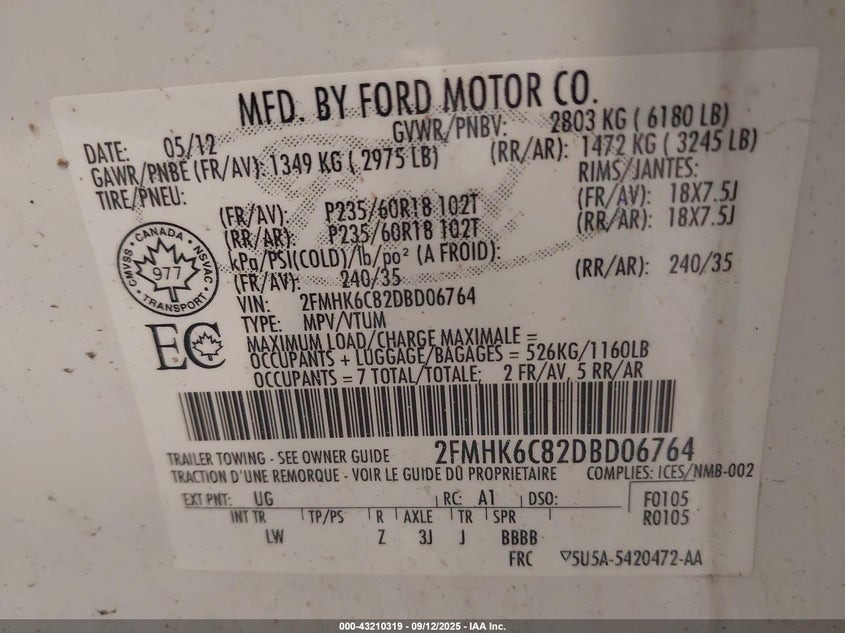 MFD. BY FORD MOTOR CO.
DATE: 05/12 GVWR/PNBV: 2803 KG ( 6180 LB)
GAWR/PNBE (FR/AV): 1349 KG ( 2975 LB) (RR/AR): 1472 KG ( 3245 LB)
TIRE/PNEU: RIMS/JANTES:
(FR/AV): P235/60R18 102T (FR/AV): 18X7.5J
(RR/AR): P235/60R18 102T (RR/AR): 18X7.5J
kPa/PSI(COLD)/lb/po² (A FROID):
(FR/AV): 240/35 (RR/AR): 240/35
CANADA
CMVSS NSVAC
977
TRANSPORT
VIN: 2FMHK6C82DBD06764
TYPE: MPV/VTUM
EC
MAXIMUM LOAD/CHARGE MAXIMALE =
OCCUPANTS + LUGGAGE/BAGAGES = 526KG/1160LB
OCCUPANTS = 7 TOTAL/TOTALE; 2 FR/AV, 5 RR/AR
TRAILER TOWING - SEE OWNER GUIDE 2FMHK6C82DBD06764
TRACTION D'UNE REMORQUE - VOIR LE GUIDE DU PROPRIETAIRE COMPLIES: ICES/NMB-002
EXT PNT: UG RC: A1 DSO: F0105
INT TR TP/PS R AXLE TR SPR R0105
LW Z 3J J BBBB
FRC 5U5A-5420472-AA
000-43210319 - 09/12/2025 - IAA Inc.